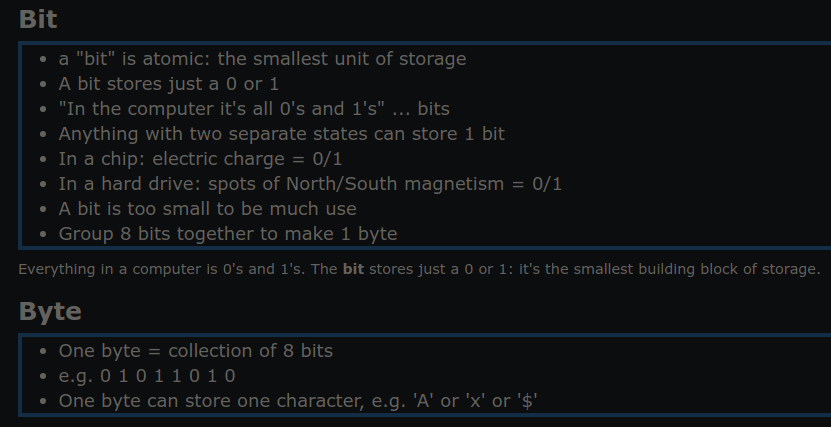 Bit
a "bit" is atomic: the smallest unit of storage
A bit stores just a 0 or 1
"In the computer it's all 0's and 1's" ... bits
Anything with two separate states can store 1 bit
In a chip: electric charge = 0/1
In a hard drive: spots of North/South magnetism = 0/1
A bit is too small to be much use
Group 8 bits together to make 1 byte
Everything in a computer is 0's and 1's. The bit stores just a 0 or 1: it's the smallest building block of storage.
Byte
One byte = collection of 8 bits
e.g. 0 1 0 1 1 0 1 0
One byte can store one character, e.g. 'A' or 'x' or '$'